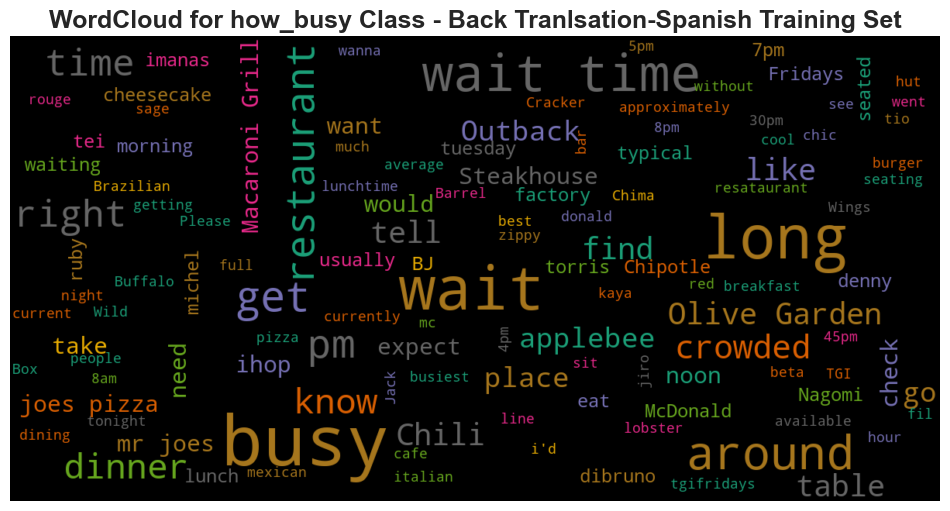 WordCloud for how_busy Class - Back Tranlsation-Spanish Training Set
time
imanas
Macaroni Grill
restaurant
wanna
wait time
5pm
7pm
without
Fridays
seated
hut
rouge
cheesecake
sage
Cracker
approximately
see
went
tio
tei
morning
want
much
Outback
bar
8pm
30pm
cool
chic
waiting
average
tuesday
typical
like
burger
seating
Brazilian
lunchtime
Steakhouse
Barrel
factory
Chima
resataurant
right
getting
Please
would
tell
best
zippy
donald
find
long
Wings
ruby
michel
full
usually
BJ
torris
Chipotle
red
breakfast
denny
Buffalo
night
current
Wild
get
wait
kaya
currently
mc
Olive Garden
take
people
Box
8am
need
pizza
ihop
pm
expect
4pm
applebee
sit
crowded
45pm
beta
TGI
check
joes pizza
know
Jack
busiest
place
jiro
noon
Nagomi
go
fil
tonight
eat
McDonald
available
dining
mr joes
busy
Chili
line
i'd
lobster
around
hour
dinner
lunch
mexican
cafe
italian
dibruno
tgifridays
table